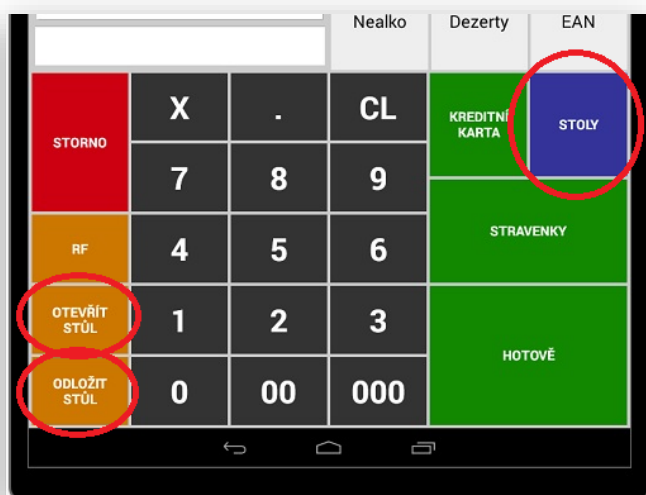 Nealko Dezerty EAN
STORNO
X . CL
KREDITNÍ
KARTA
STOLY
7 8 9
STRAVENKY
RF
4 5 6
OTEVŘÍT
STŮL
1 2 3
HOTOVĚ
ODLOŽIT
STŮL
0 00 000